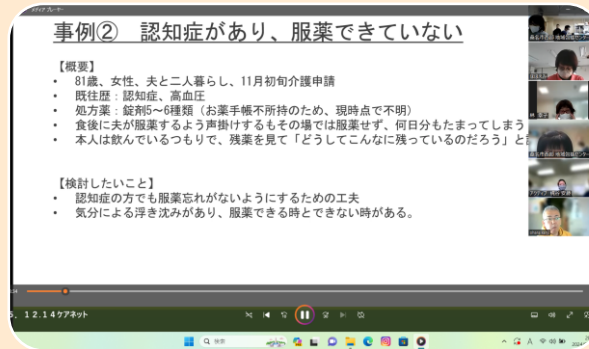 メディア プレーヤー
事例② 認知症があり、服薬できていない
【概要】
・ 81歳、女性、夫と二人暮らし、11月初旬介護申請
・ 既往歴：認知症、高血圧
・ 処方薬：錠剤5～6種類（お薬手帳不所持のため、現時点で不明）
・ 食後に夫が服薬するよう声掛けするもその場では服薬せず、何日分もたまってしまう
・ 本人は飲んでいるつもりで、残薬を見て「どうしてこんなに残っているのだろう」と
【検討したいこと】
・ 認知症の方でも服薬忘れがないようにするための工夫
・ 気分による浮き沈みがあり、服薬できる時とできない時がある。
12.14ケアネット
検索